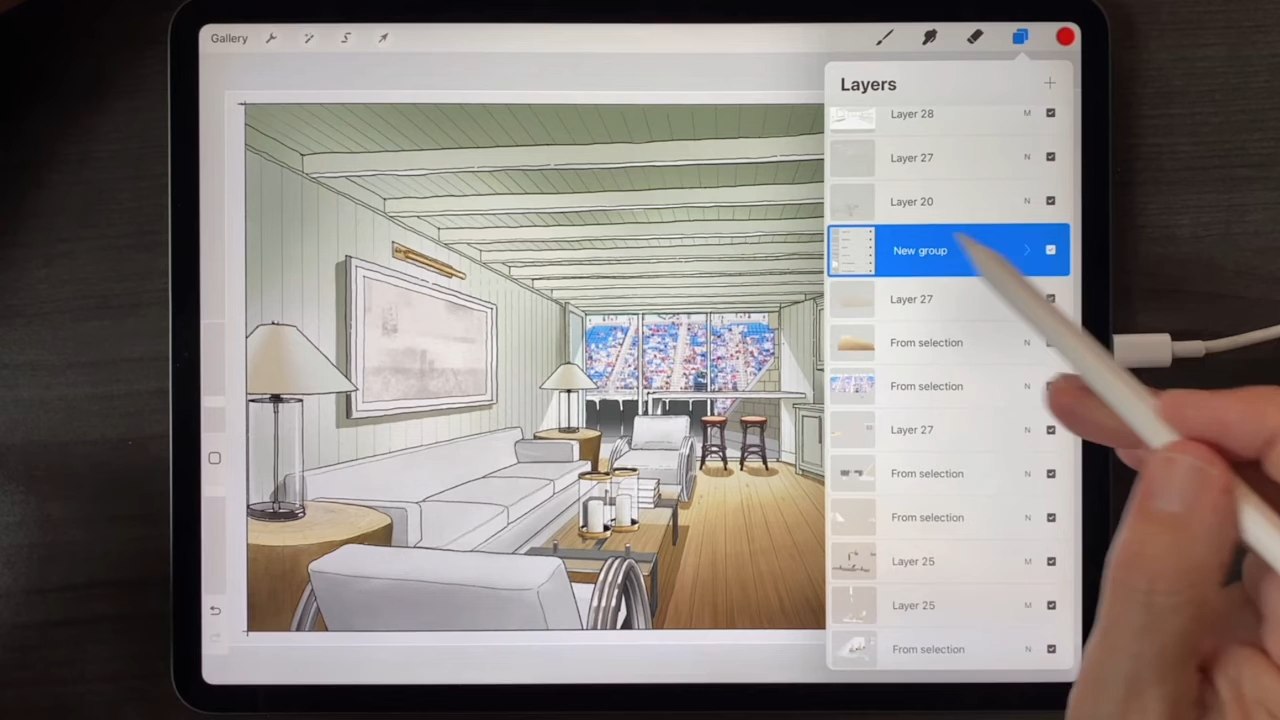 Gallery
Layers
Layer 28 M
Layer 27 N
Layer 20 N
New group
Layer 27
From selection N
From selection N
Layer 27 N
From selection N
From selection N
Layer 25 M
Layer 25 M
From selection N